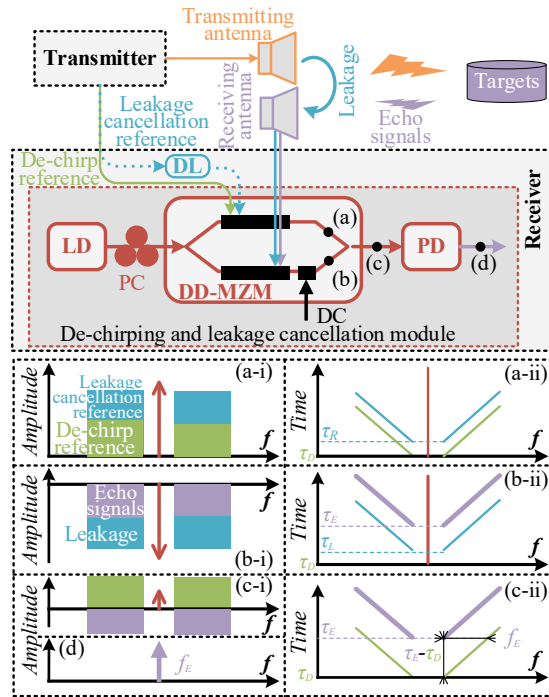 Transmitting
antenna
Transmitter
Leakage
Targets
Receiving
antenna
Echo
signals
Leakage
cancellation
reference
De-chirp
reference
DL
Receiver
LD
PC
DD-MZM
(a)
(b)
(c)
PD
(d)
DC
De-chirping and leakage cancellation module
Amplitude
(a-i)
Leakage
cancellation
reference
De-chirp
reference
f
Time
(a-ii)
τR
τD
f
Amplitude
f
Echo
signals
Leakage
(b-i)
Time
(b-ii)
τE
τL
τD
f
Amplitude
(c-i)
f
(d)
fE
f
Time
(c-ii)
τE
τE-τD
fE
τD
f